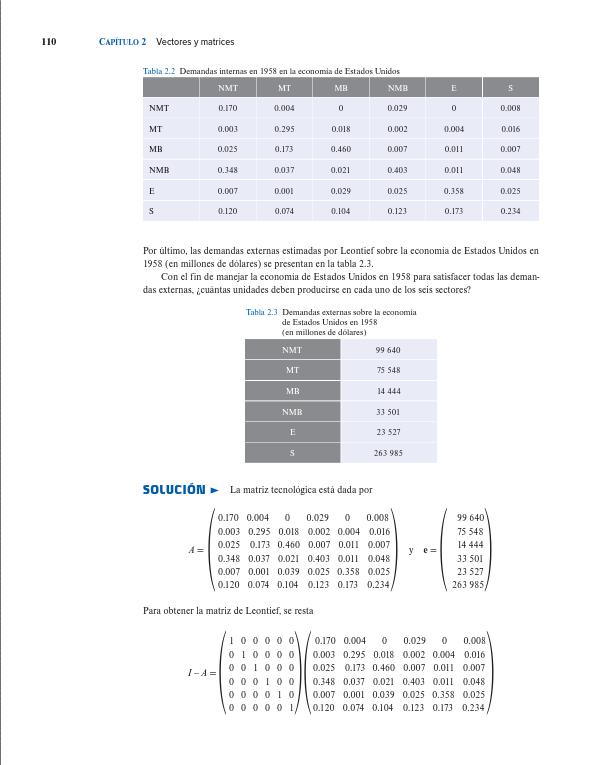 110 CAPÍTULO 2 Vectores y matrices
Tabla 2.2 Demandas internas en 1958 en la economía de Estados Unidos
NMT MT MB NMB E S
NMT 0.170 0.004 0 0.029 0 0.008
MT 0.003 0.295 0.018 0.002 0.004 0.016
MB 0.025 0.173 0.460 0.007 0.011 0.007
NMB 0.348 0.037 0.021 0.403 0.011 0.048
E 0.007 0.001 0.029 0.025 0.358 0.025
S 0.120 0.074 0.104 0.123 0.173 0.234
Por último, las demandas externas estimadas por Leontief sobre la economía de Estados Unidos en
1958 (en millones de dólares) se presentan en la tabla 2.3.
Con el fin de manejar la economía de Estados Unidos en 1958 para satisfacer todas las deman-
das externas, ¿cuántas unidades deben producirse en cada uno de los seis sectores?
Tabla 2.3 Demandas externas sobre la economía
de Estados Unidos en 1958
(en millones de dólares)
NMT 99 640
MT 75 548
MB 14 444
NMB 33 501
E 23 527
S 263 985
SOLUCIÓN ► La matriz tecnológica está dada por
0.170 0.004 0 0.029 0 0.008 99 640
0.003 0.295 0.018 0.002 0.004 0.016 75 548
0.025 0.173 0.460 0.007 0.011 0.007 14 444
A = 0.348 0.037 0.021 0.403 0.011 0.048 y e = 33 501
0.007 0.001 0.039 0.025 0.358 0.025 23 527
0.120 0.074 0.104 0.123 0.173 0.234 263 985
Para obtener la matriz de Leontief, se resta
1 0 0 0 0 0 0.170 0.004 0 0.029 0 0.008
0 1 0 0 0 0 0.003 0.295 0.018 0.002 0.004 0.016
0 0 1 0 0 0 0.025 0.173 0.460 0.007 0.011 0.007
I – A = 0 0 0 1 0 0 0.348 0.037 0.021 0.403 0.011 0.048
0 0 0 0 1 0 0.007 0.001 0.039 0.025 0.358 0.025
0 0 0 0 0 1 0.120 0.074 0.104 0.123 0.173 0.234